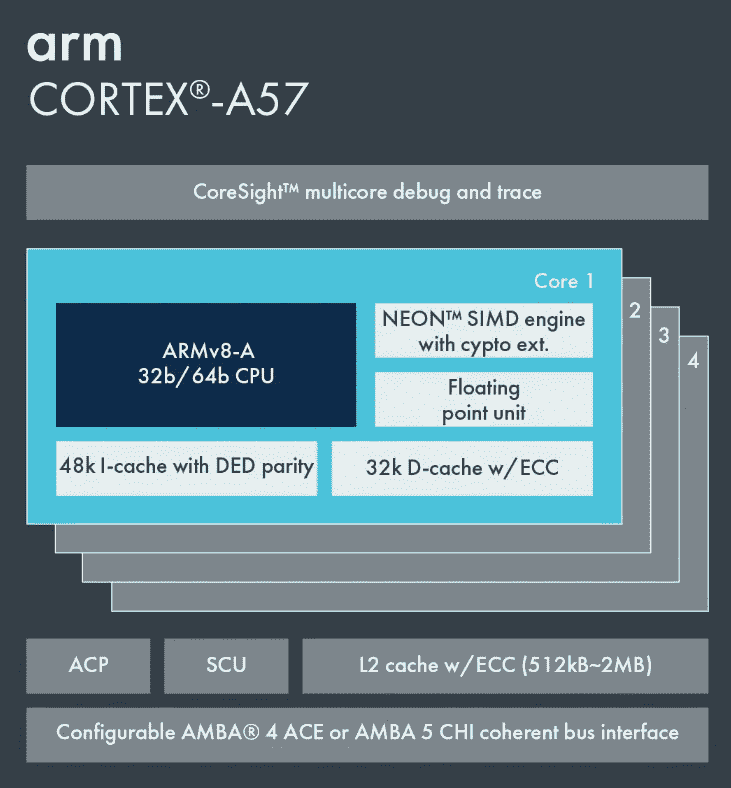 arm
CORTEX®-A57
CoreSight™ multicore debug and trace
Core 1
2
3
4
ARMv8-A
32b/64b CPU
NEON™ SIMD engine
with cypto ext.
Floating
point unit
48k I-cache with DED parity
32k D-cache w/ECC
ACP
SCU
L2 cache w/ECC (512kB~2MB)
Configurable AMBA® 4 ACE or AMBA 5 CHI coherent bus interface